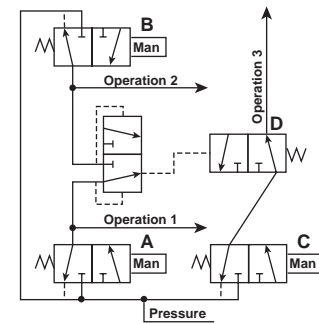 B
Man
Operation 2
Operation 3
D
Operation 1
A
Man
C
Man
Pressure